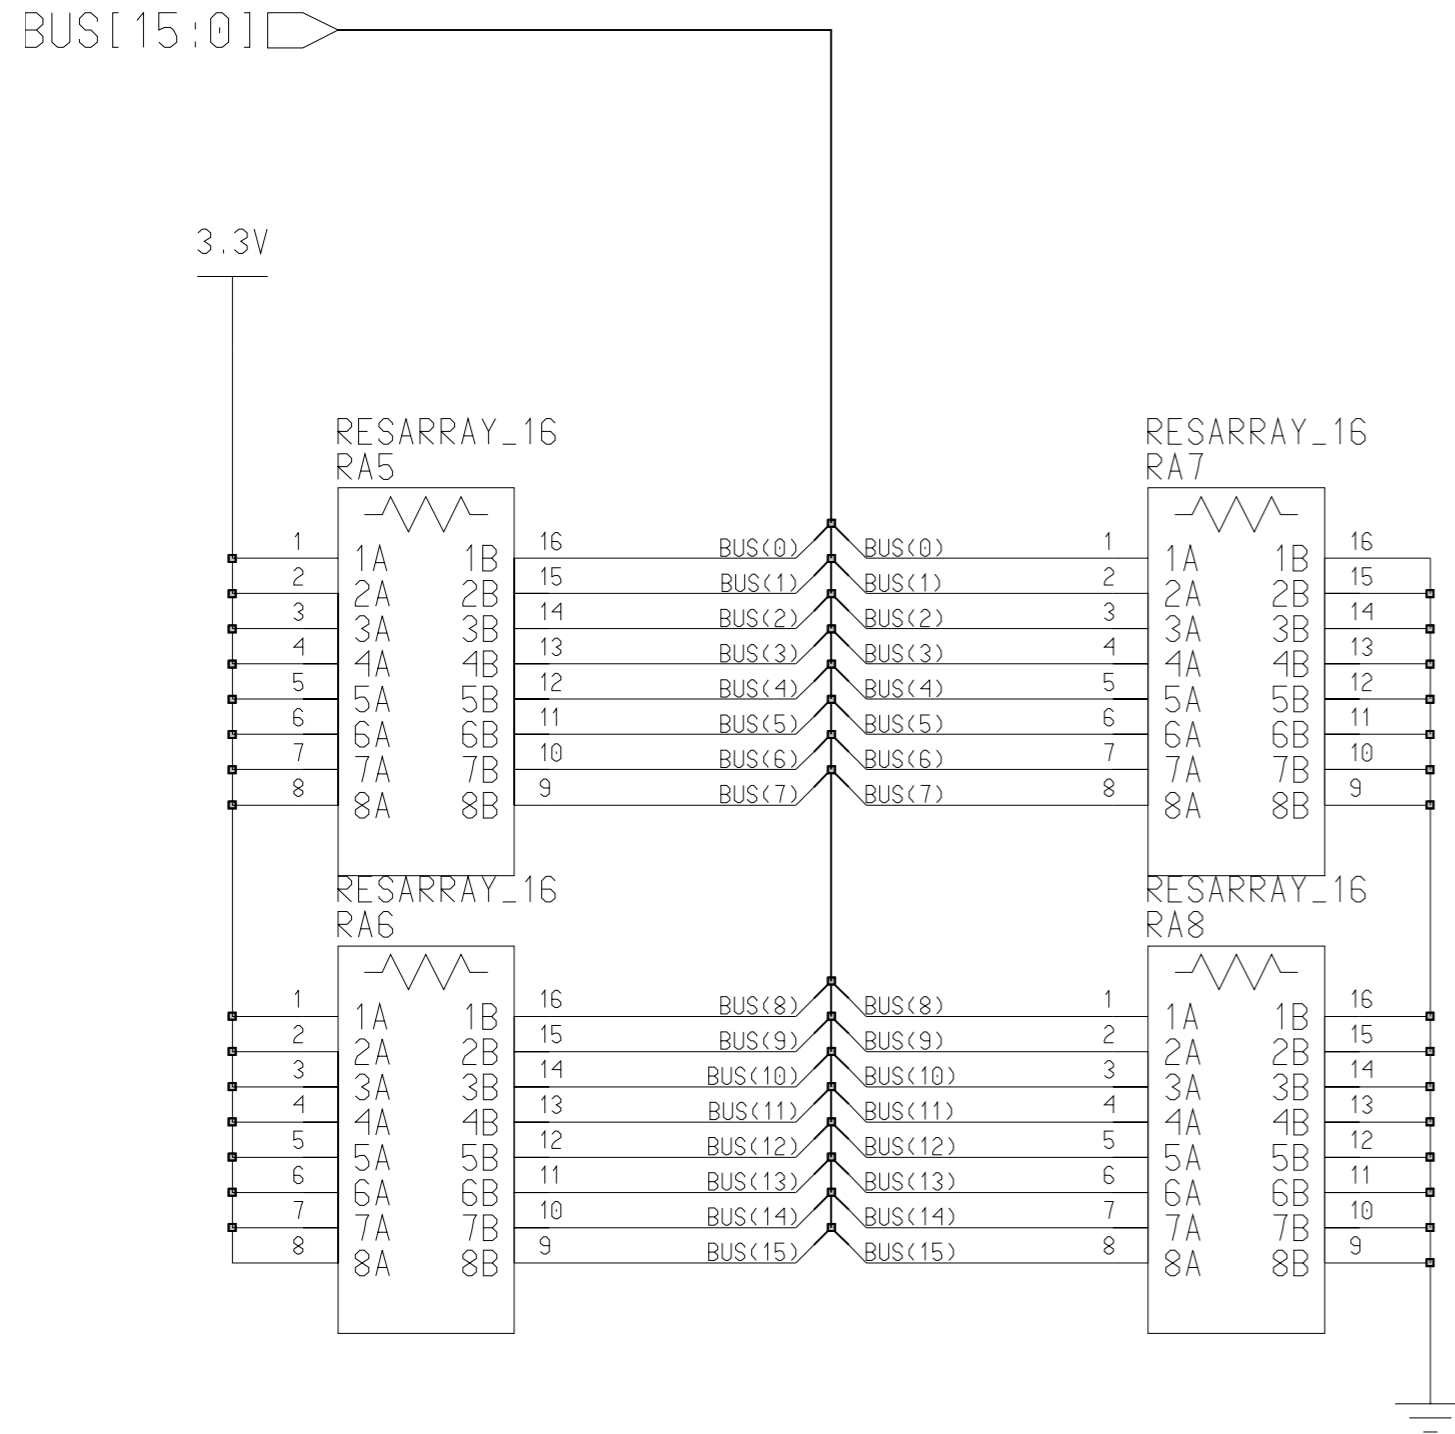 BUS[15:0]
3.3V
RESARRAY_16
RA5
1 1A 1B 16 BUS(0)
2 2A 2B 15 BUS(1)
3 3A 3B 14 BUS(2)
4 4A 4B 13 BUS(3)
5 5A 5B 12 BUS(4)
6 6A 6B 11 BUS(5)
7 7A 7B 10 BUS(6)
8 8A 8B 9 BUS(7)
RESARRAY_16
RA7
BUS(0) 1 1A 1B 16
BUS(1) 2 2A 2B 15
BUS(2) 3 3A 3B 14
BUS(3) 4 4A 4B 13
BUS(4) 5 5A 5B 12
BUS(5) 6 6A 6B 11
BUS(6) 7 7A 7B 10
BUS(7) 8 8A 8B 9
RESARRAY_16
RA6
1 1A 1B 16 BUS(8)
2 2A 2B 15 BUS(9)
3 3A 3B 14 BUS(10)
4 4A 4B 13 BUS(11)
5 5A 5B 12 BUS(12)
6 6A 6B 11 BUS(13)
7 7A 7B 10 BUS(14)
8 8A 8B 9 BUS(15)
RESARRAY_16
RA8
BUS(8) 1 1A 1B 16
BUS(9) 2 2A 2B 15
BUS(10) 3 3A 3B 14
BUS(11) 4 4A 4B 13
BUS(12) 5 5A 5B 12
BUS(13) 6 6A 6B 11
BUS(14) 7 7A 7B 10
BUS(15) 8 8A 8B 9